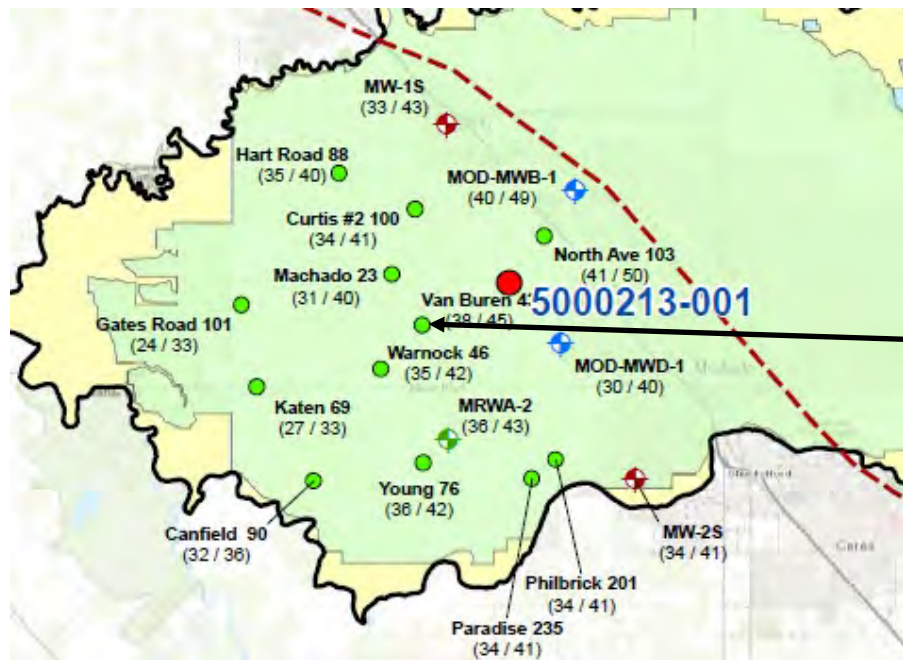 MW-1S
(33 / 43)
Hart Road 88
(35 / 40)
MOD-MWB-1
(40 / 49)
Curtis #2 100
(34 / 41)
North Ave 103
(41 / 50)
Machado 23
(31 / 40)
Van Buren
5000213-001
(38 / 45)
Gates Road 101
(24 / 33)
Warnock 46
(35 / 42)
MOD-MWD-1
(30 / 40)
Katen 69
(27 / 33)
MRWA-2
(36 / 43)
Young 76
(36 / 42)
Canfield 90
(32 / 36)
MW-2S
(34 / 41)
Ceres
Philbrick 201
(34 / 41)
Paradise 235
(34 / 41)